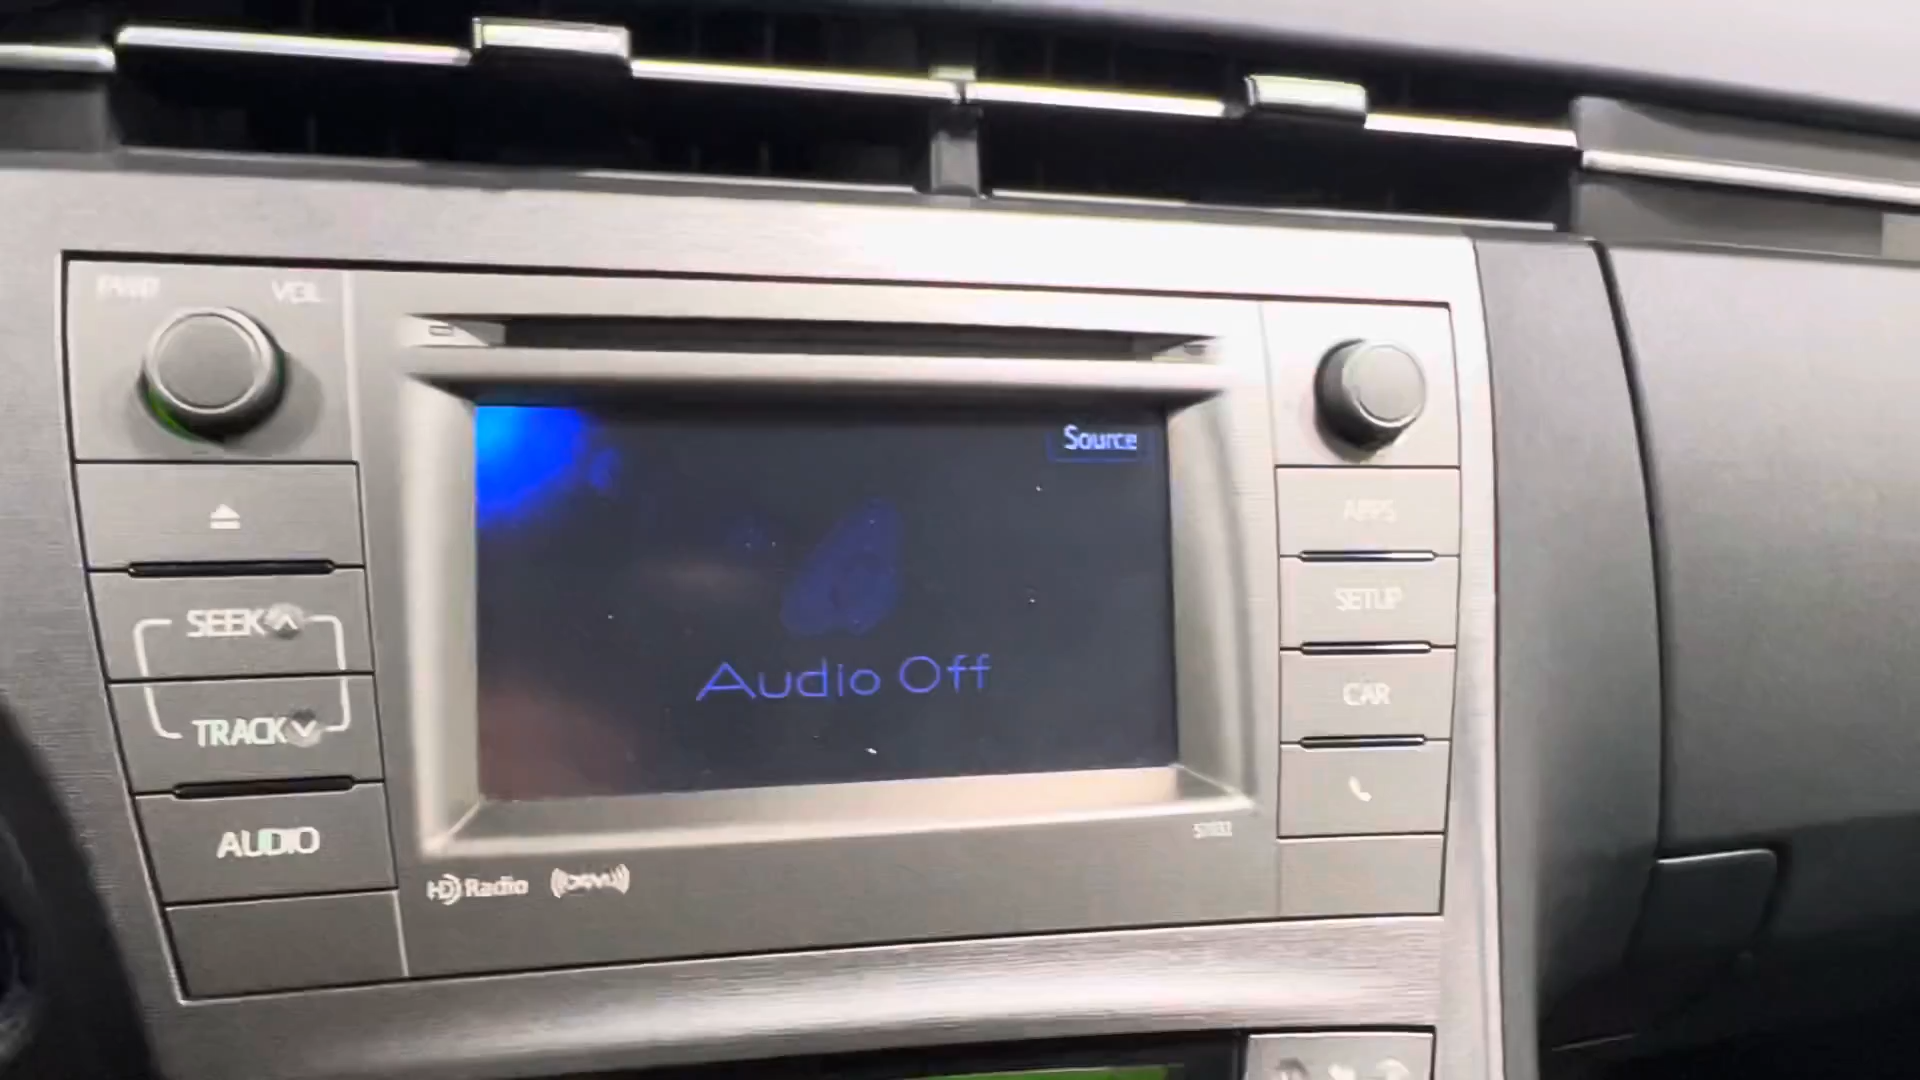 PWR VOL
Source
APPS
SEEK
SETUP
Audio Off
CAR
TRACK
AUDIO
HD Radio